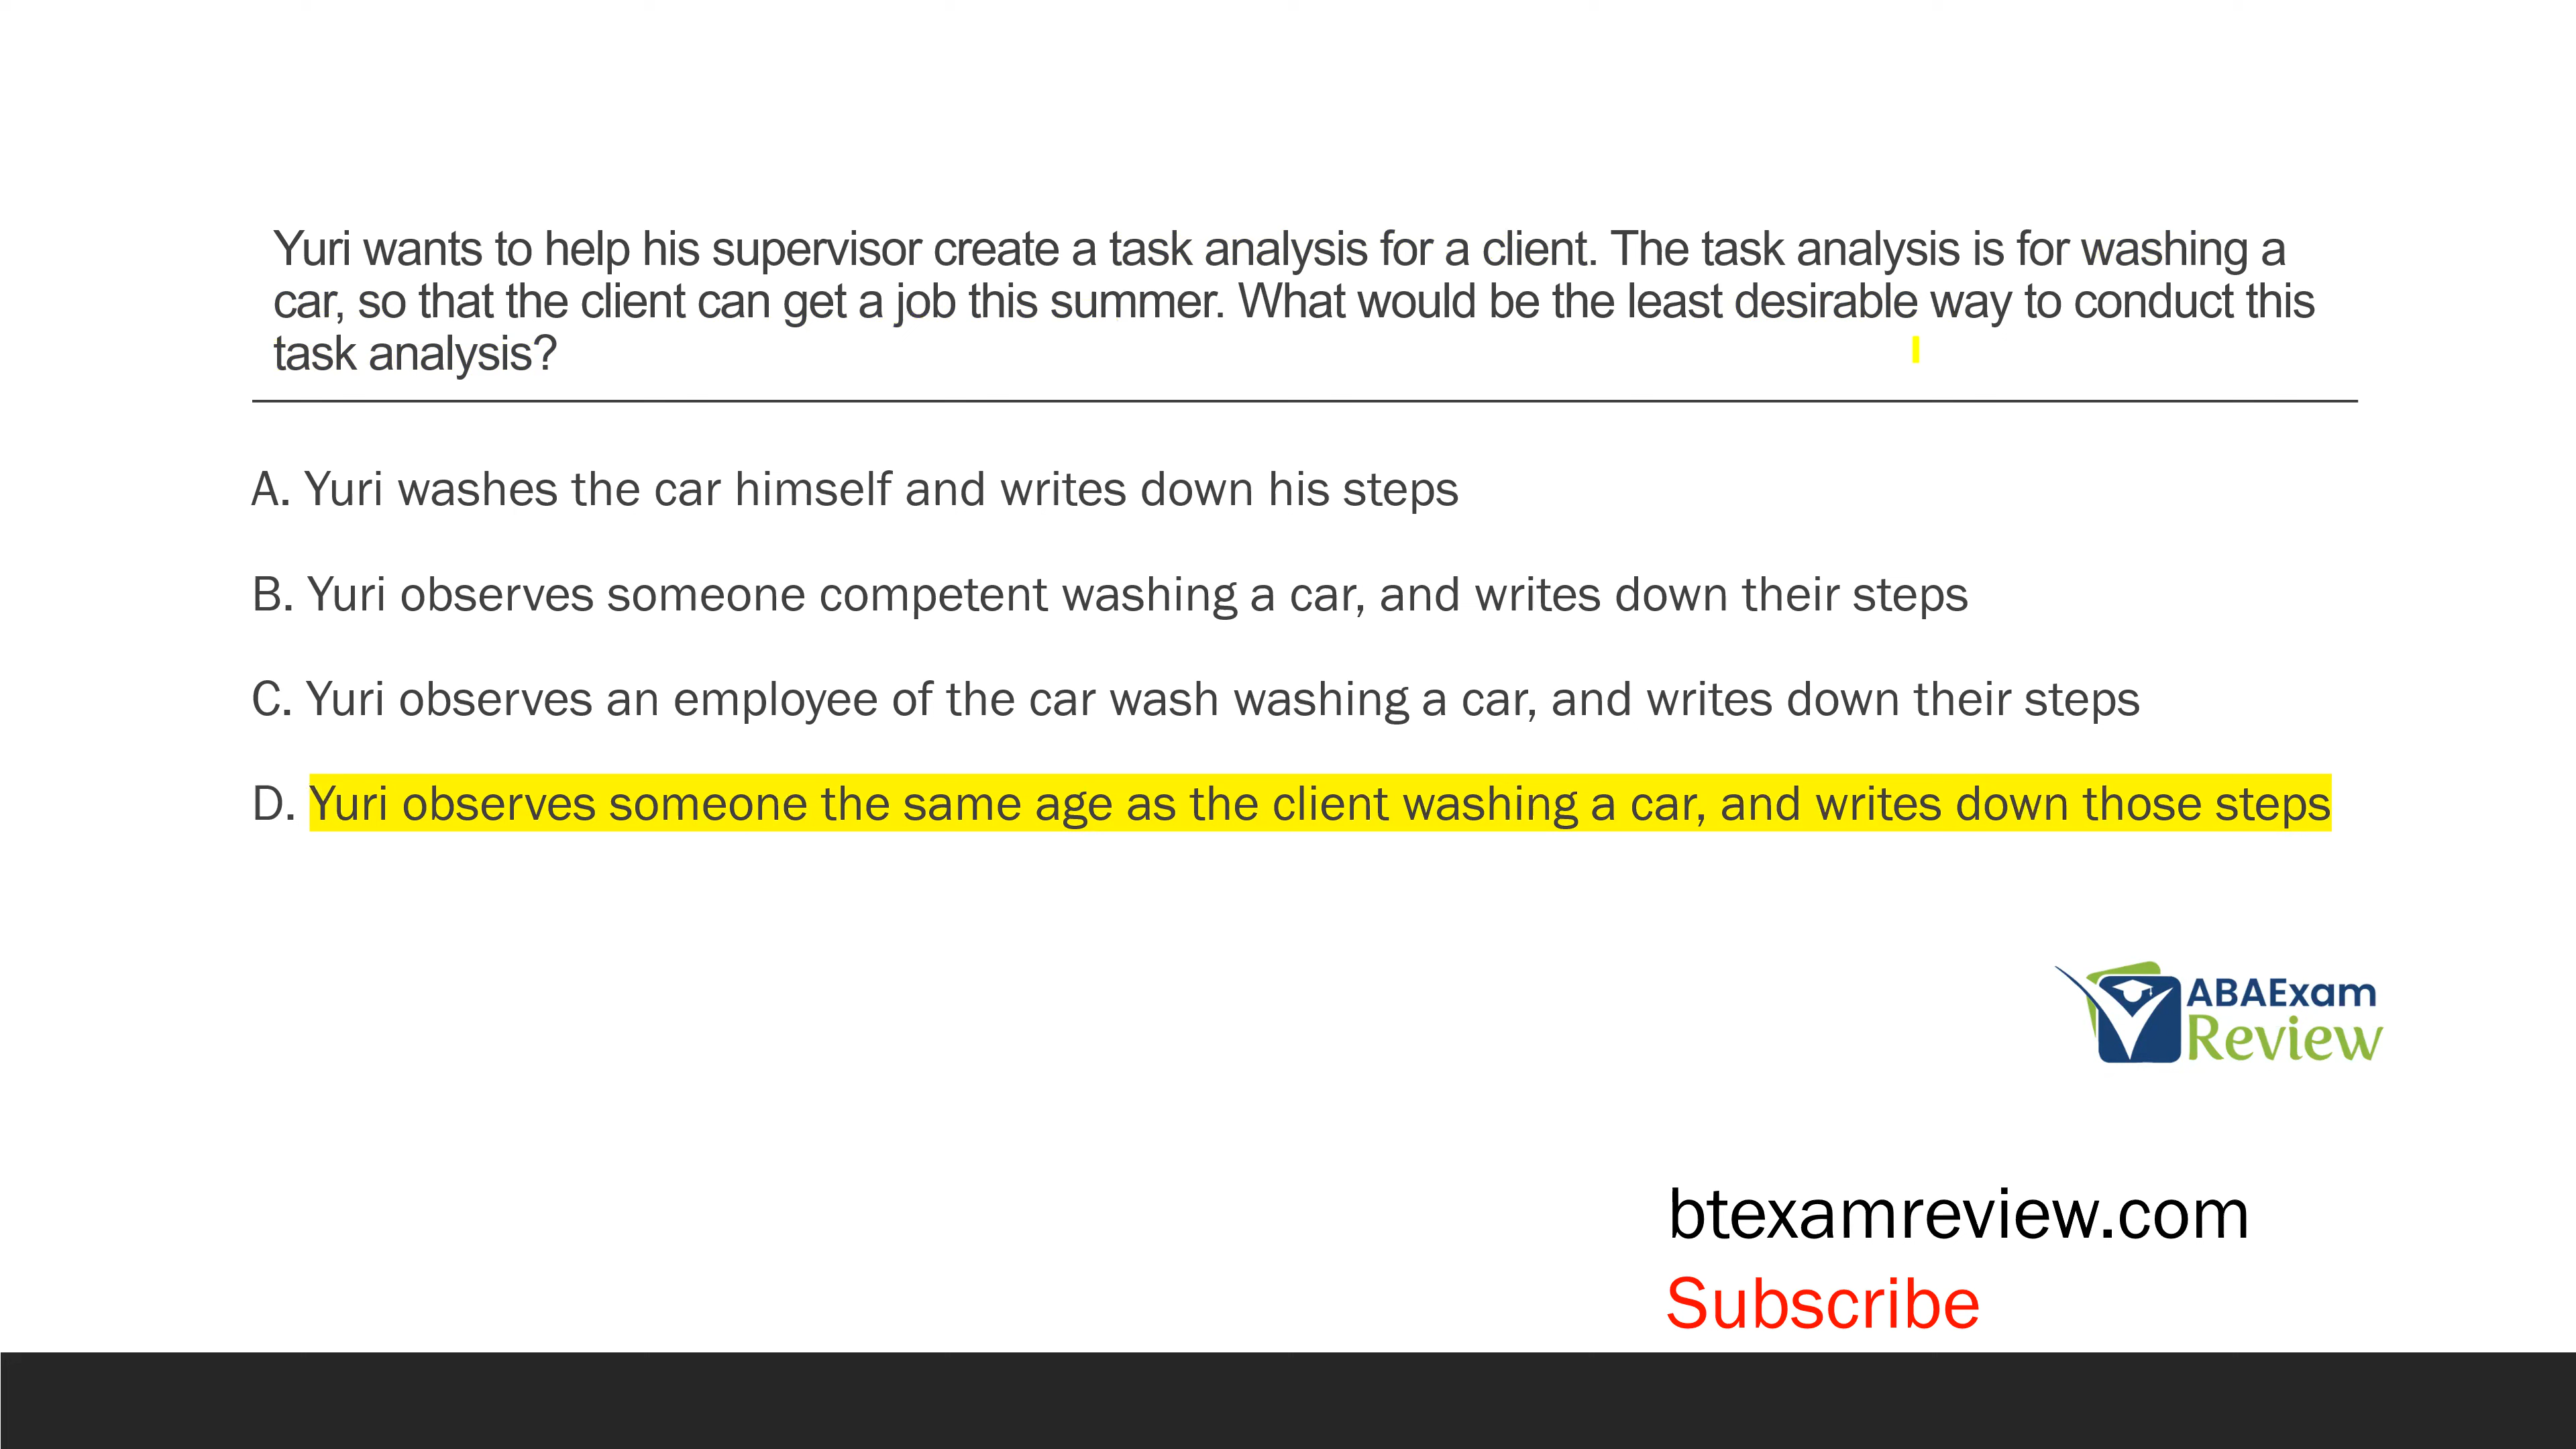 Yuri wants to help his supervisor create a task analysis for a client. The task analysis is for washing a
car, so that the client can get a job this summer. What would be the least desirable way to conduct this
task analysis?
A. Yuri washes the car himself and writes down his steps
B. Yuri observes someone competent washing a car, and writes down their steps
C. Yuri observes an employee of the car wash washing a car, and writes down their steps
D. Yuri observes someone the same age as the client washing a car, and writes down those steps
ABAExam
Review
btexamreview.com
Subscribe